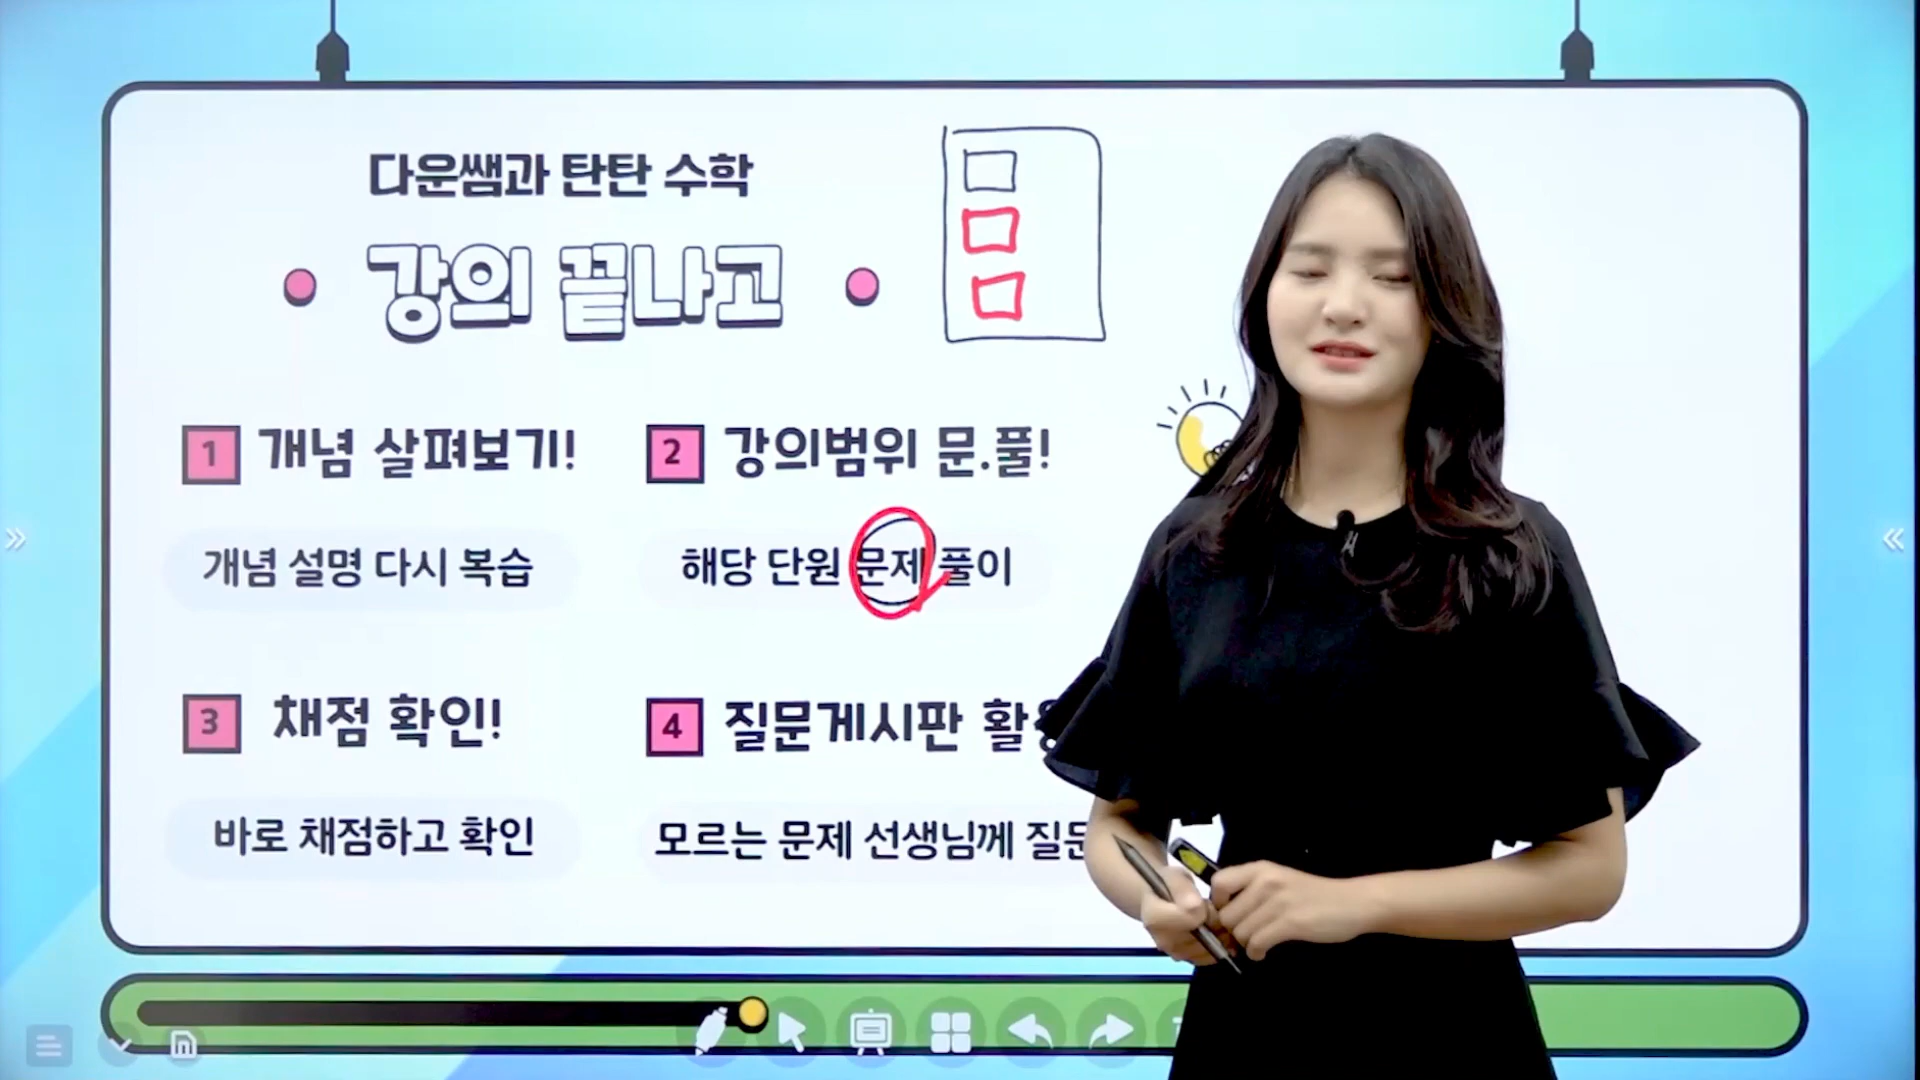 다운쌤과 탄탄 수학
강의 끝나고
1 개념 살펴보기!
개념 설명 다시 복습
2 강의범위 문.풀!
해당 단원 문제 풀이
3 채점 확인!
바로 채점하고 확인
4 질문게시판
모르는 문제 선생님께 질문